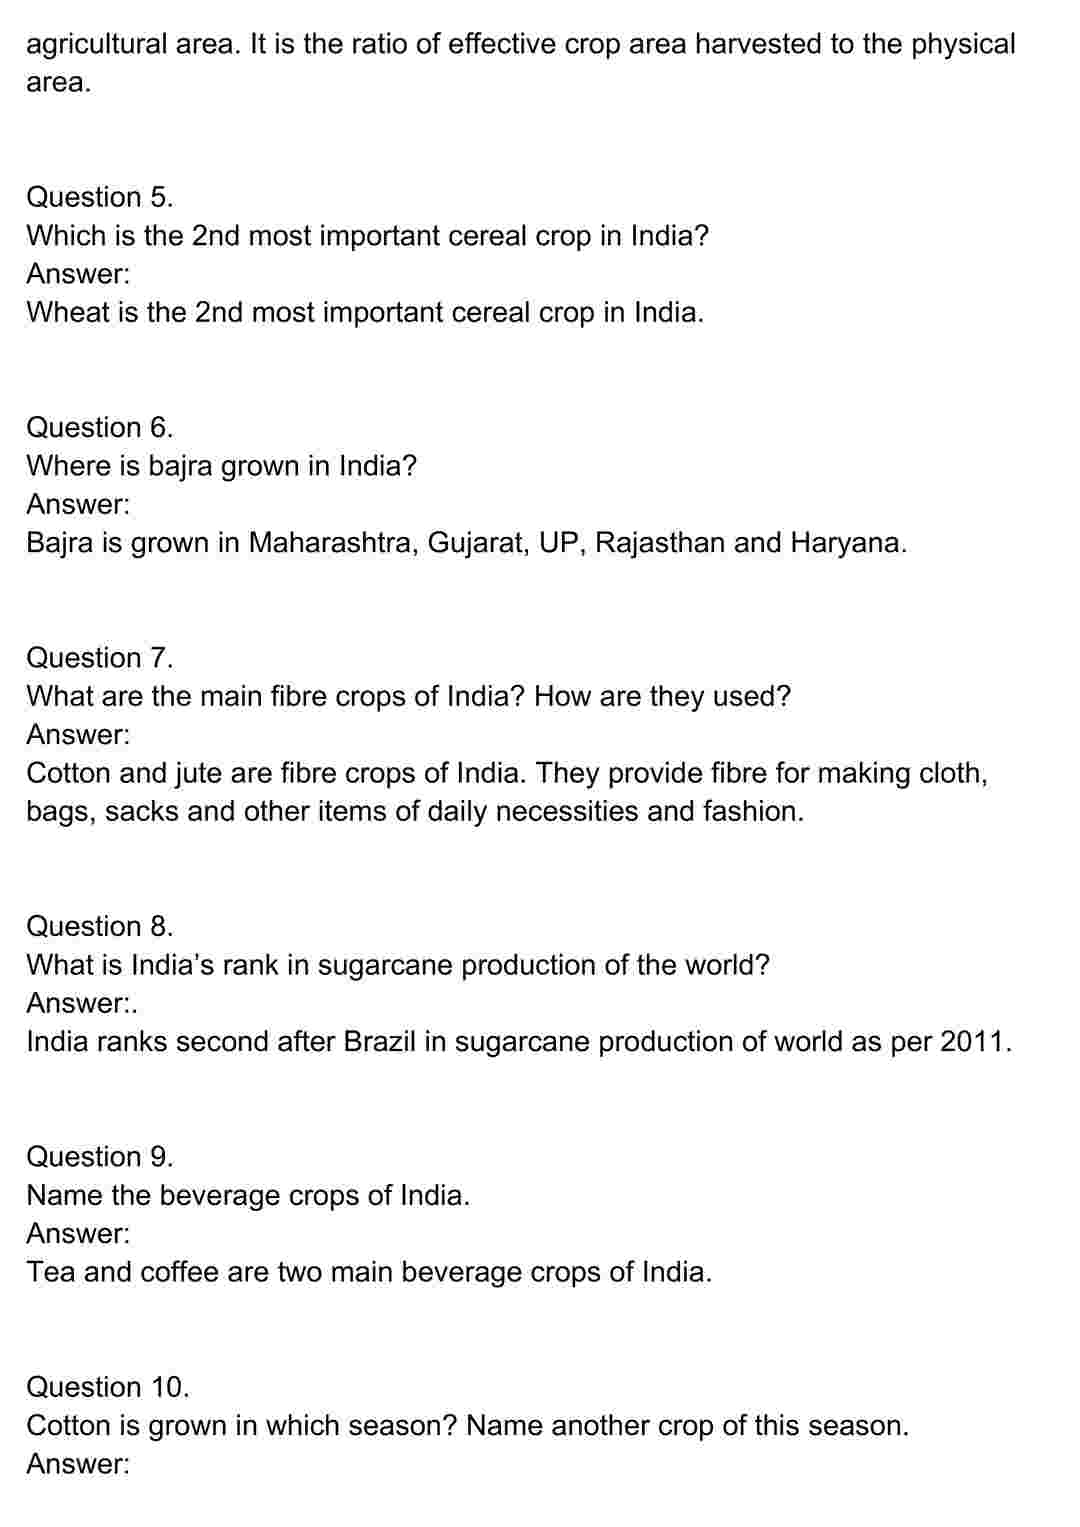 agricultural area. It is the ratio of effective crop area harvested to the physical
area.
Question 5.
Which is the 2nd most important cereal crop in India?
Answer:
Wheat is the 2nd most important cereal crop in India.
Question 6.
Where is bajra grown in India?
Answer:
Bajra is grown in Maharashtra, Gujarat, UP, Rajasthan and Haryana.
Question 7.
What are the main fibre crops of India? How are they used?
Answer:
Cotton and jute are fibre crops of India. They provide fibre for making cloth,
bags, sacks and other items of daily necessities and fashion.
Question 8.
What is India’s rank in sugarcane production of the world?
Answer:.
India ranks second after Brazil in sugarcane production of world as per 2011.
Question 9.
Name the beverage crops of India.
Answer:
Tea and coffee are two main beverage crops of India.
Question 10.
Cotton is grown in which season? Name another crop of this season.
Answer: